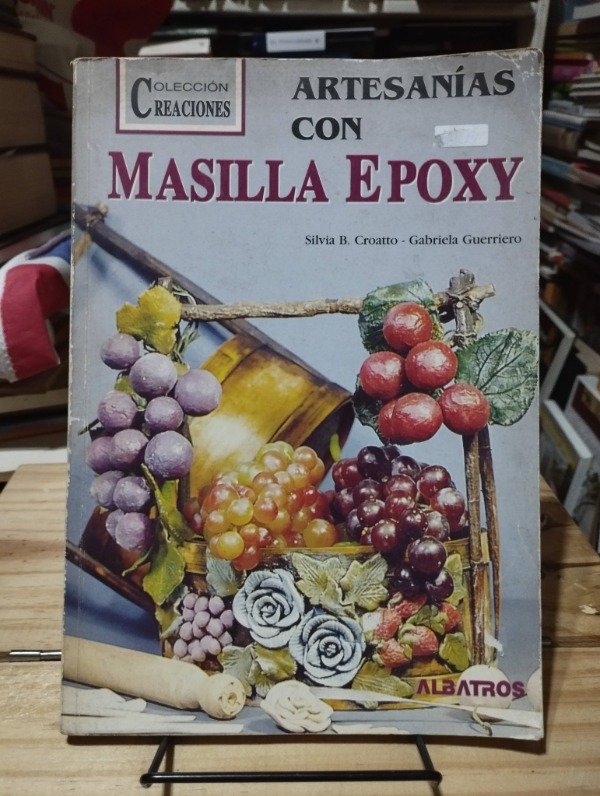 COLECCIÓN
CREACIONES
ARTESANÍAS
CON
MASILLA EPOXY
Silvia B. Croatto - Gabriela Guerriero
ALBATROS